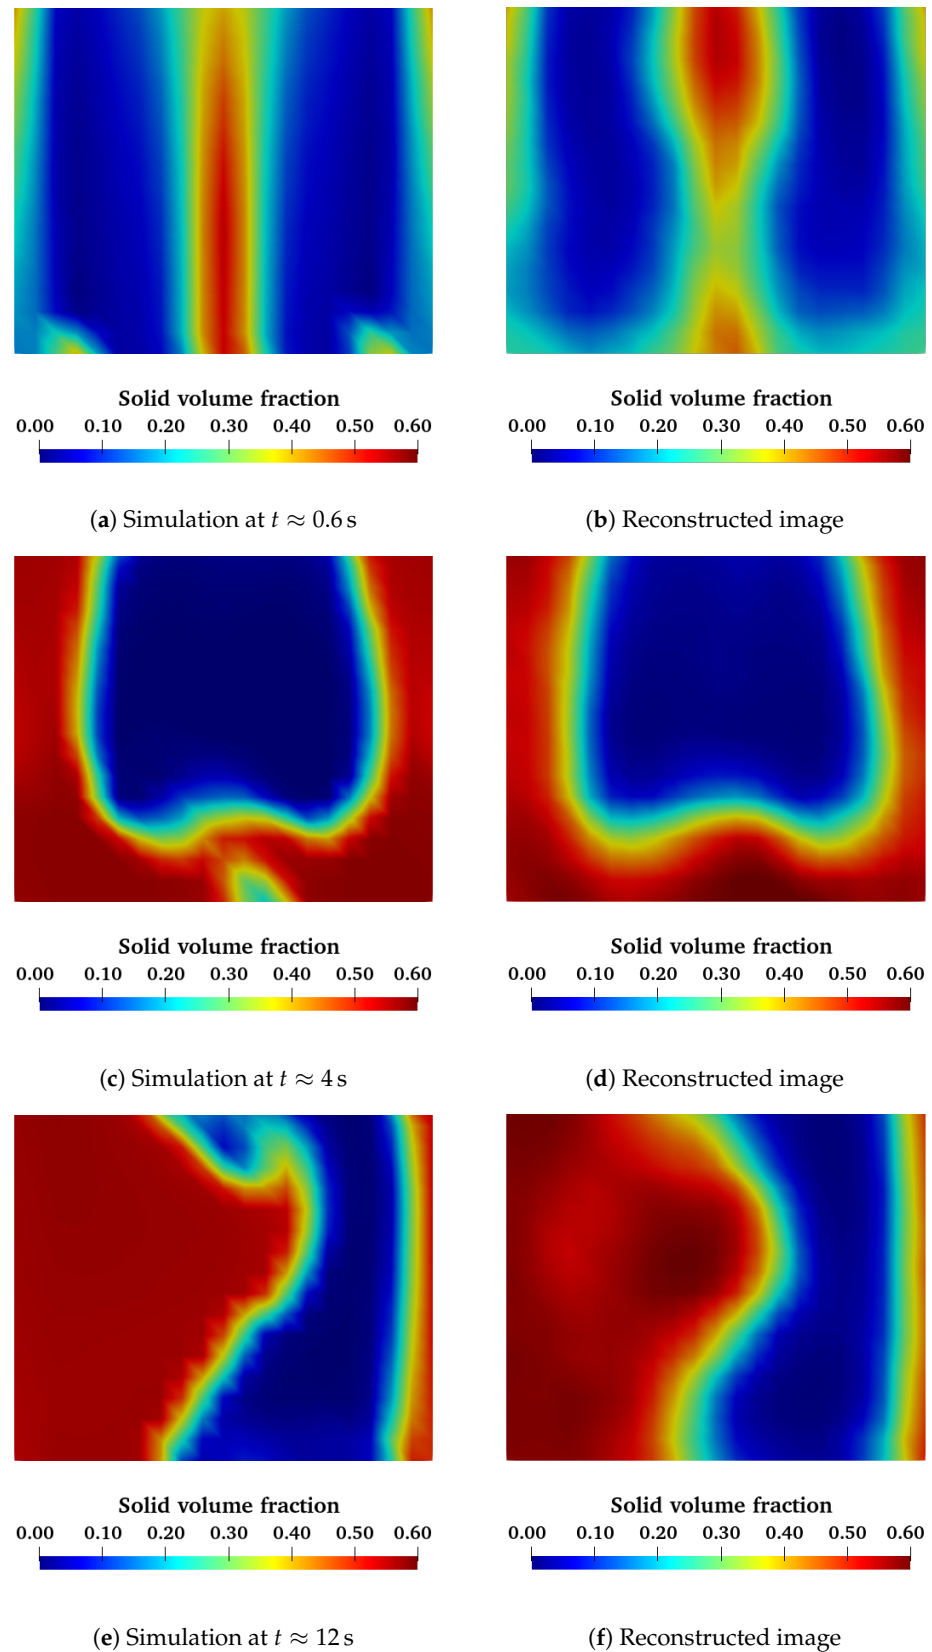 Solid volume fraction
0.00 0.10 0.20 0.30 0.40 0.50 0.60
(a) Simulation at t ≈ 0.6 s
Solid volume fraction
0.00 0.10 0.20 0.30 0.40 0.50 0.60
(b) Reconstructed image
Solid volume fraction
0.00 0.10 0.20 0.30 0.40 0.50 0.60
(c) Simulation at t ≈ 4 s
Solid volume fraction
0.00 0.10 0.20 0.30 0.40 0.50 0.60
(d) Reconstructed image
Solid volume fraction
0.00 0.10 0.20 0.30 0.40 0.50 0.60
(e) Simulation at t ≈ 12 s
Solid volume fraction
0.00 0.10 0.20 0.30 0.40 0.50 0.60
(f) Reconstructed image